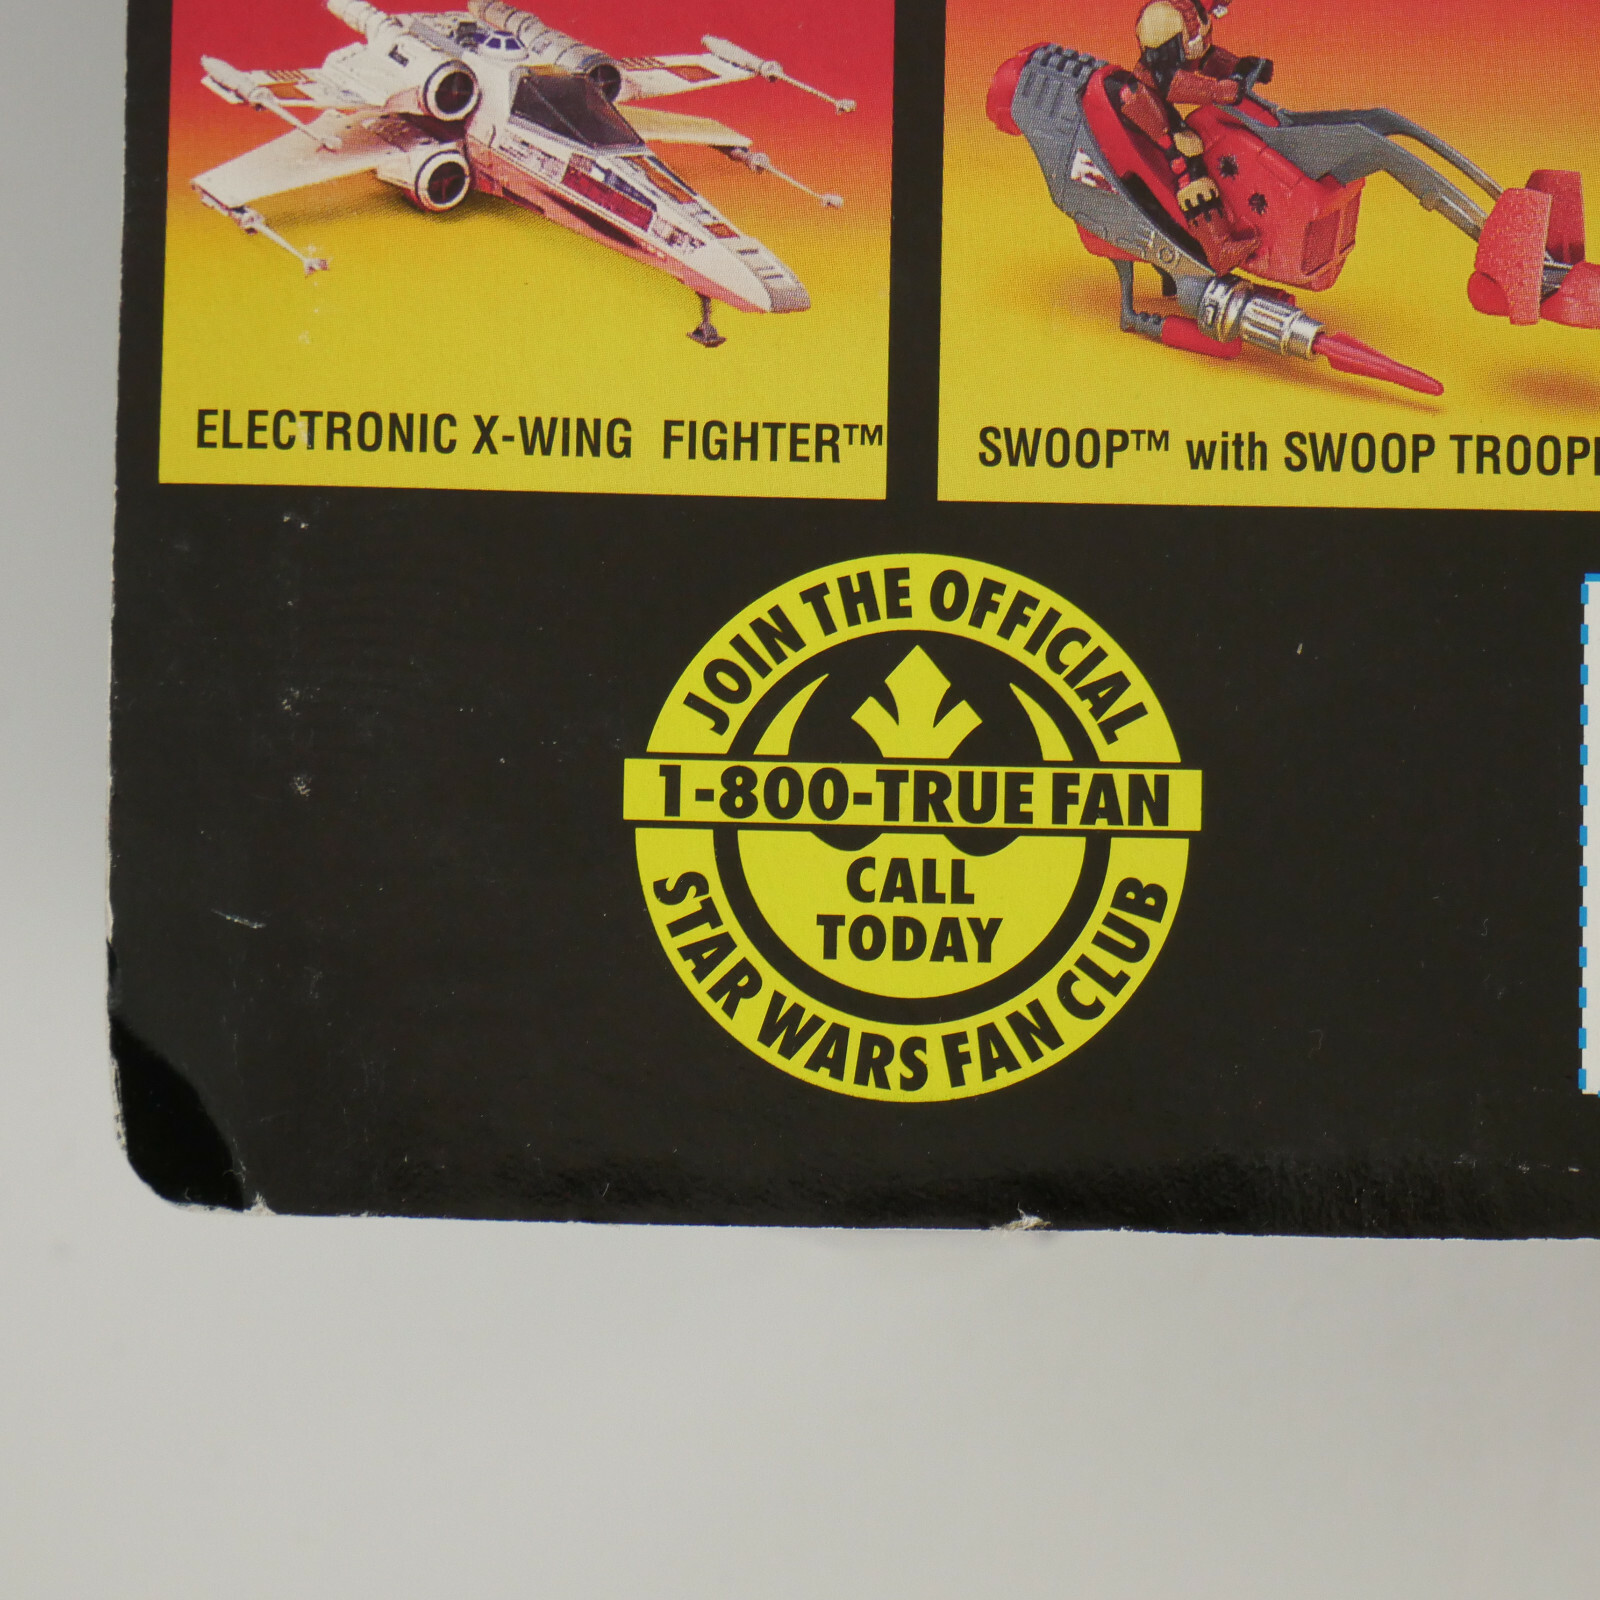 ELECTRONIC X-WING FIGHTER™
SWOOP™ with SWOOP TROOP
JOIN THE OFFICIAL
1-800-TRUE FAN
CALL
TODAY
STAR WARS FAN CLUB